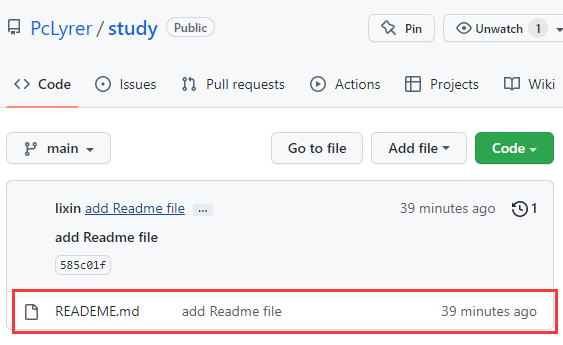 PcLyrer / study Public Pin Unwatch 1
Code Issues Pull requests Actions Projects Wiki
main Go to file Add file Code
lixin add Readme file ... 39 minutes ago 1
add Readme file
585c01f
READEME.md add Readme file 39 minutes ago